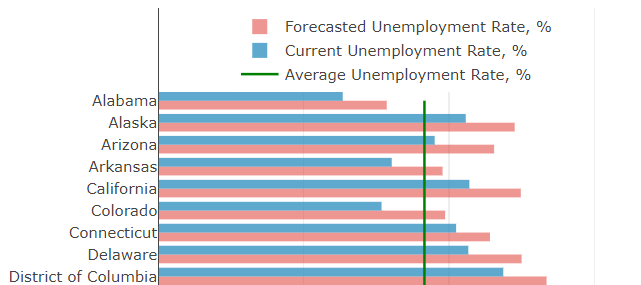 Forecasted Unemployment Rate, %
Current Unemployment Rate, %
Average Unemployment Rate, %
Alabama
Alaska
Arizona
Arkansas
California
Colorado
Connecticut
Delaware
District of Columbia